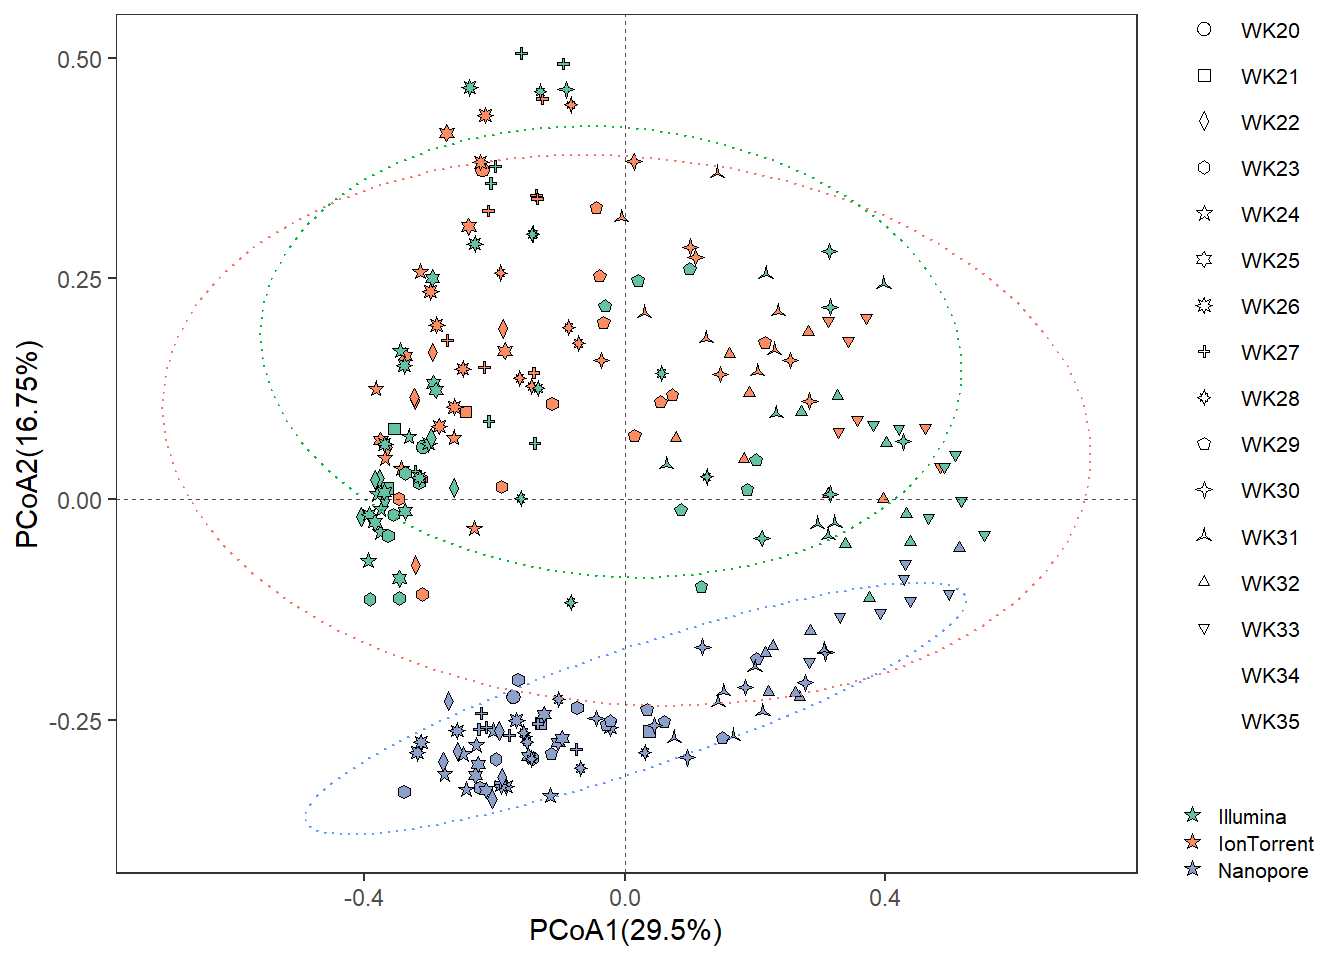 0.50
0.25
0.00
-0.25
PCoA2(16.75%)
-0.4
0.0
0.4
PCoA1(29.5%)
WK20
WK21
WK22
WK23
WK24
WK25
WK26
WK27
WK28
WK29
WK30
WK31
WK32
WK33
WK34
WK35
Illumina
IonTorrent
Nanopore